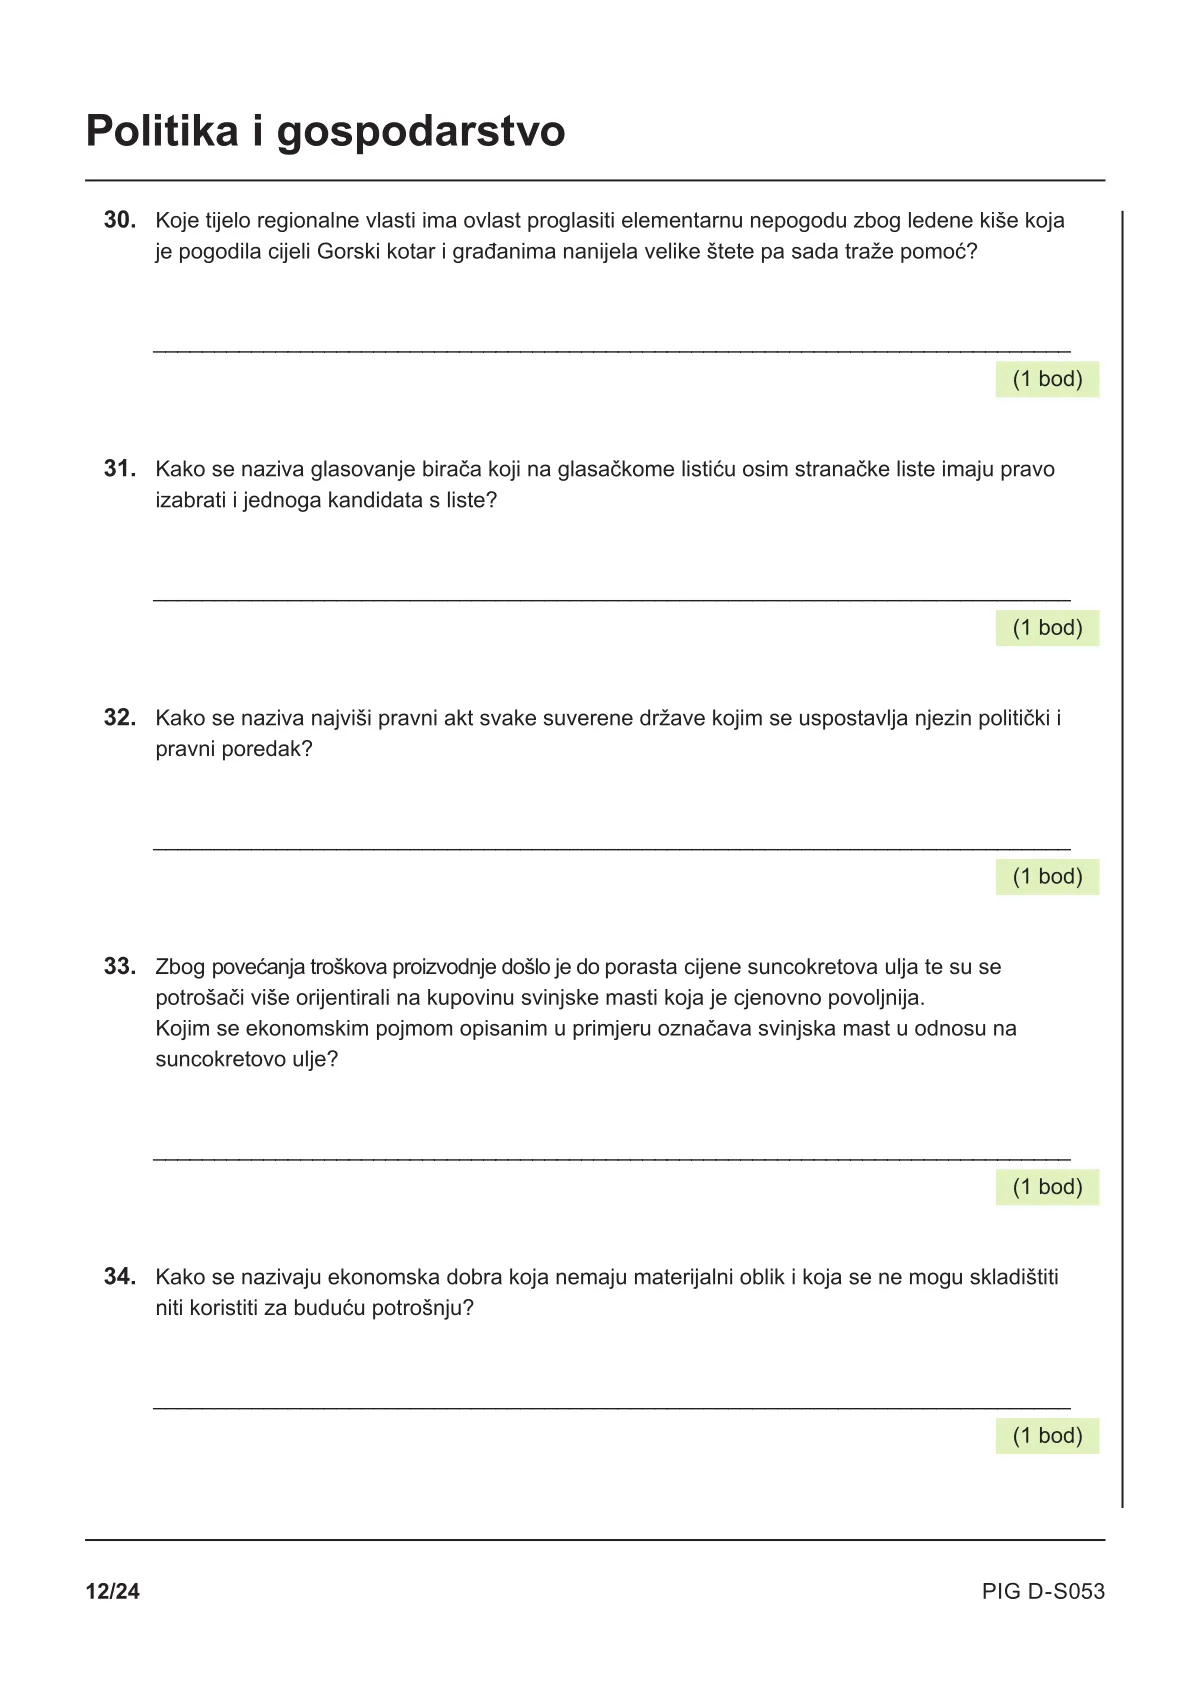 Politika i gospodarstvo
30. Koje tijelo regionalne vlasti ima ovlast proglasiti elementarnu nepogodu zbog ledene kiše koja
je pogodila cijeli Gorski kotar i građanima nanijela velike štete pa sada traže pomoć?
(1 bod)
31. Kako se naziva glasovanje birača koji na glasačkome listiću osim stranačke liste imaju pravo
izabrati i jednoga kandidata s liste?
(1 bod)
32. Kako se naziva najviši pravni akt svake suverene države kojim se uspostavlja njezin politički i
pravni poredak?
(1 bod)
33. Zbog povećanja troškova proizvodnje došlo je do porasta cijene suncokretova ulja te su se
potrošači više orijentirali na kupovinu svinjske masti koja je cjenovno povoljnija.
Kojim se ekonomskim pojmom opisanim u primjeru označava svinjska mast u odnosu na
suncokretovo ulje?
(1 bod)
34. Kako se nazivaju ekonomska dobra koja nemaju materijalni oblik i koja se ne mogu skladištiti
niti koristiti za buduću potrošnju?
(1 bod)
12/24
PIG D-S053